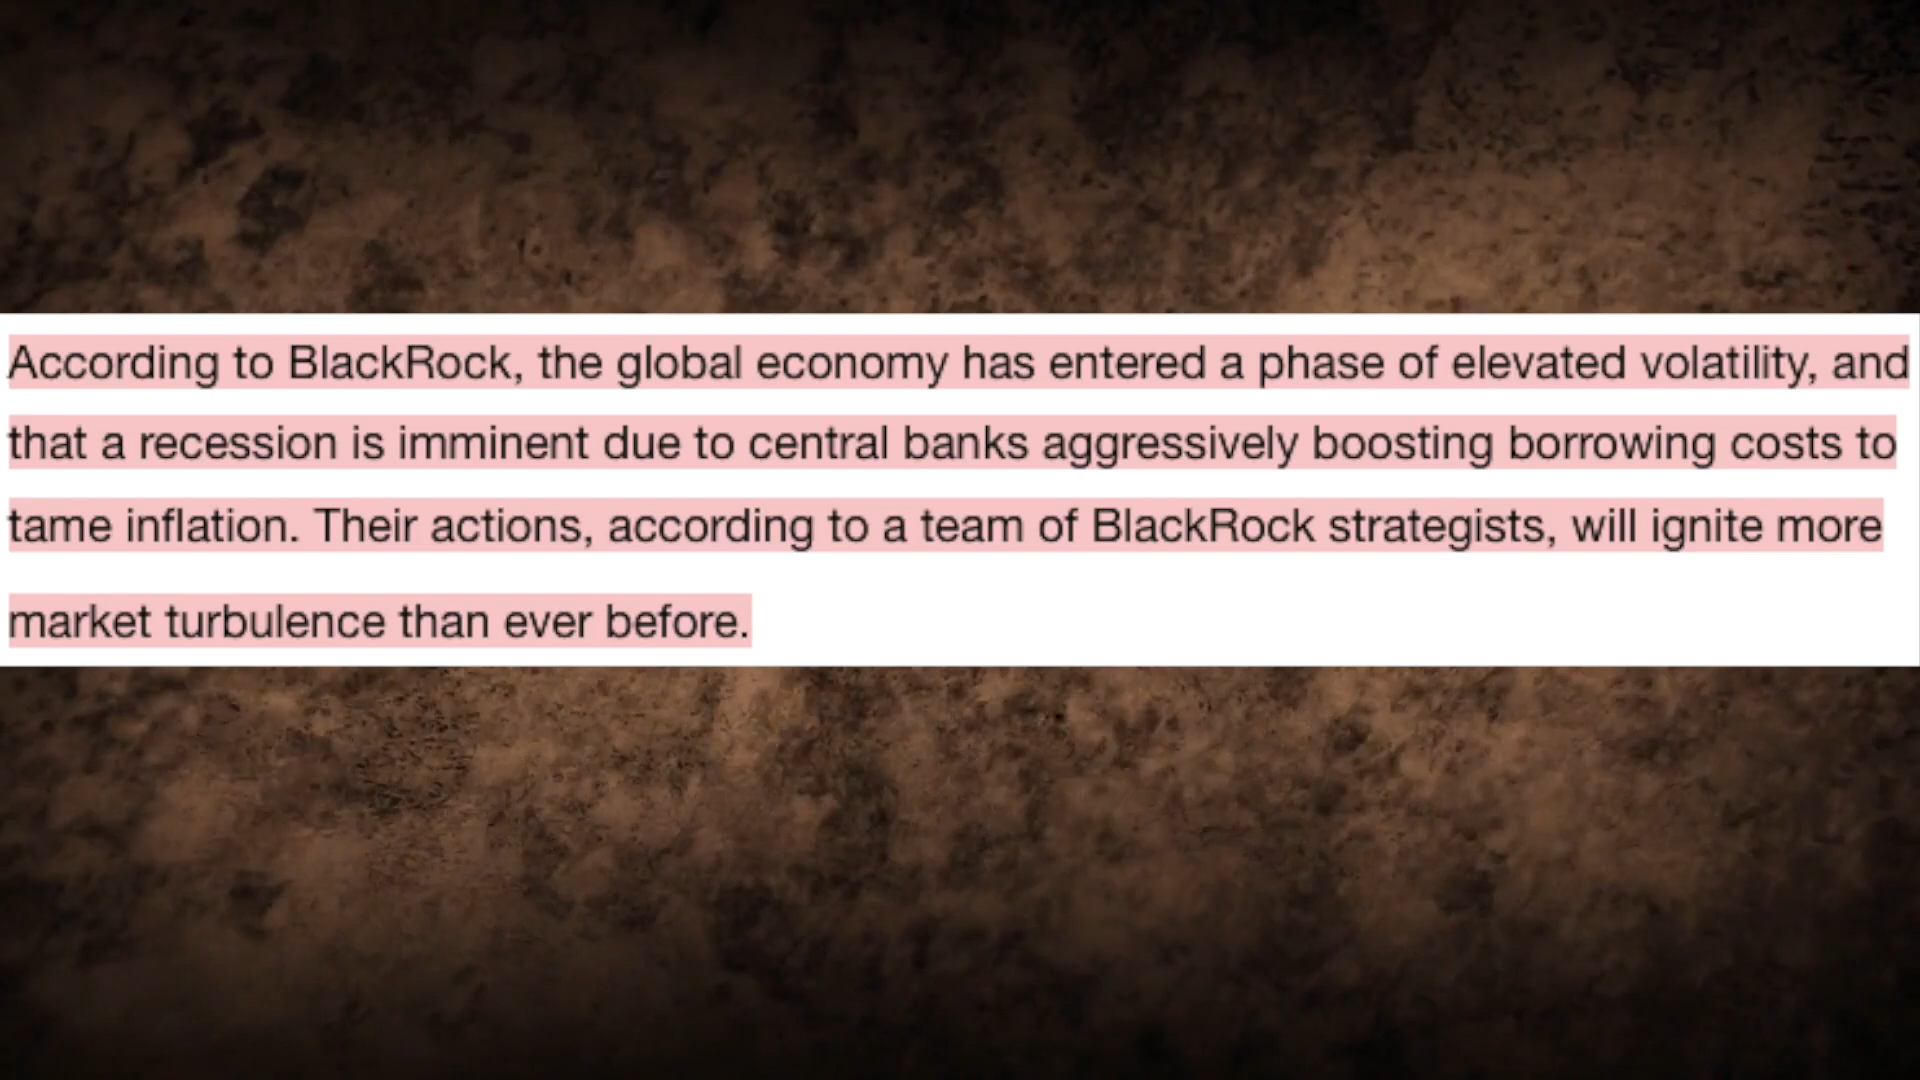 According to BlackRock, the global economy has entered a phase of elevated volatility, and
that a recession is imminent due to central banks aggressively boosting borrowing costs to
tame inflation. Their actions, according to a team of BlackRock strategists, will ignite more
market turbulence than ever before.